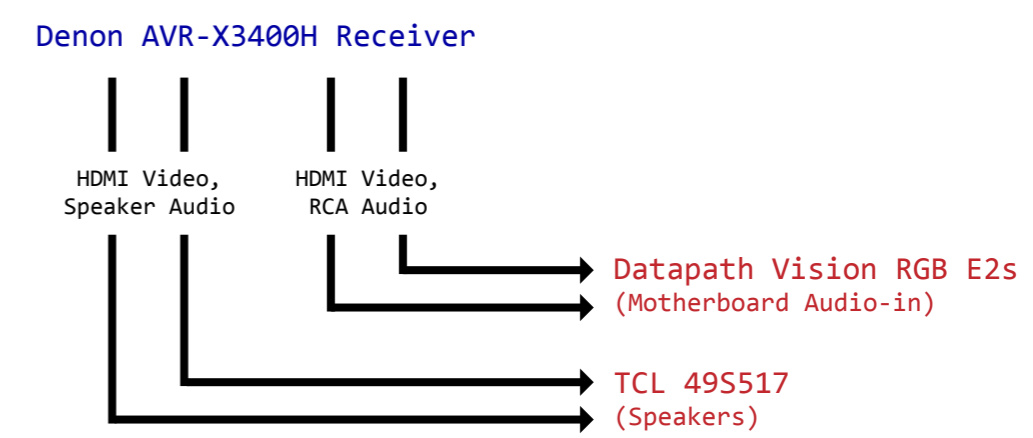 Denon AVR-X3400H Receiver
HDMI Video,
Speaker Audio
HDMI Video,
RCA Audio
Datapath Vision RGB E2s
(Motherboard Audio-in)
TCL 49S517
(Speakers)